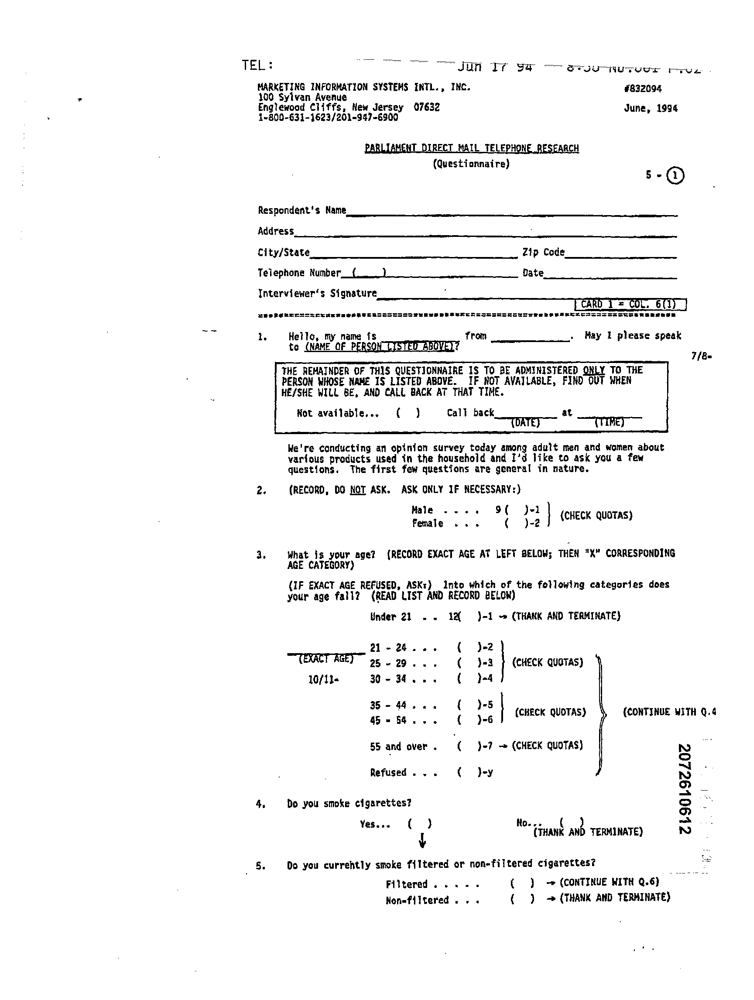 TEL: Jun 17 94
MARKETING INFORMATION SYSTEMS INTL., INC. #832094
100 Sylvan Avenue
Englewood Cliffs, New Jersey 07632 June, 1994
1-800-631-1623/201-947-6900
PARLIAMENT DIRECT MAIL TELEPHONE RESEARCH
(Questionnaire)
5 - (1)
Respondent's Name
Address
City/State Zip Code
Telephone Number ( ) Date
Interviewer's Signature
CARD 1 = COL. 6(1)
1. Hello, my name is from . May I please speak
to (NAME OF PERSON LISTED ABOVE)?
7/8-
THE REMAINDER OF THIS QUESTIONNAIRE IS TO BE ADMINISTERED ONLY TO THE
PERSON WHOSE NAME IS LISTED ABOVE. IF NOT AVAILABLE, FIND OUT WHEN
HE/SHE WILL BE, AND CALL BACK AT THAT TIME.
Not available... ( ) Call back at
(DATE) (TIME)
We're conducting an opinion survey today among adult men and women about
various products used in the household and I'd like to ask you a few
questions. The first few questions are general in nature.
2. (RECORD, DO NOT ASK. ASK ONLY IF NECESSARY:)
Male .... 9( )-1
(CHECK QUOTAS)
Female ... ( )-2
3. What is your age? (RECORD EXACT AGE AT LEFT BELOW; THEN "X" CORRESPONDING
AGE CATEGORY)
(IF EXACT AGE REFUSED, ASK:) Into which of the following categories does
your age fall? (READ LIST AND RECORD BELOW)
Under 21 .. 12( )-1 → (THANK AND TERMINATE)
21 - 24 ... ( )-2
(EXACT AGE) 25 - 29 ... ( )-3 (CHECK QUOTAS)
10/11- 30 - 34 ... ( )-4
35 - 44 ... ( )-5
(CHECK QUOTAS) (CONTINUE WITH Q.4
45 - 54 ... ( )-6
55 and over . ( )-7 → (CHECK QUOTAS)
Refused ... ( )-y
2072610612
4. Do you smoke cigarettes?
Yes... ( ) No... ( )
(THANK AND TERMINATE)
5. Do you currently smoke filtered or non-filtered cigarettes?
Filtered ..... ( ) → (CONTINUE WITH Q.6)
Non-filtered ... ( ) → (THANK AND TERMINATE)